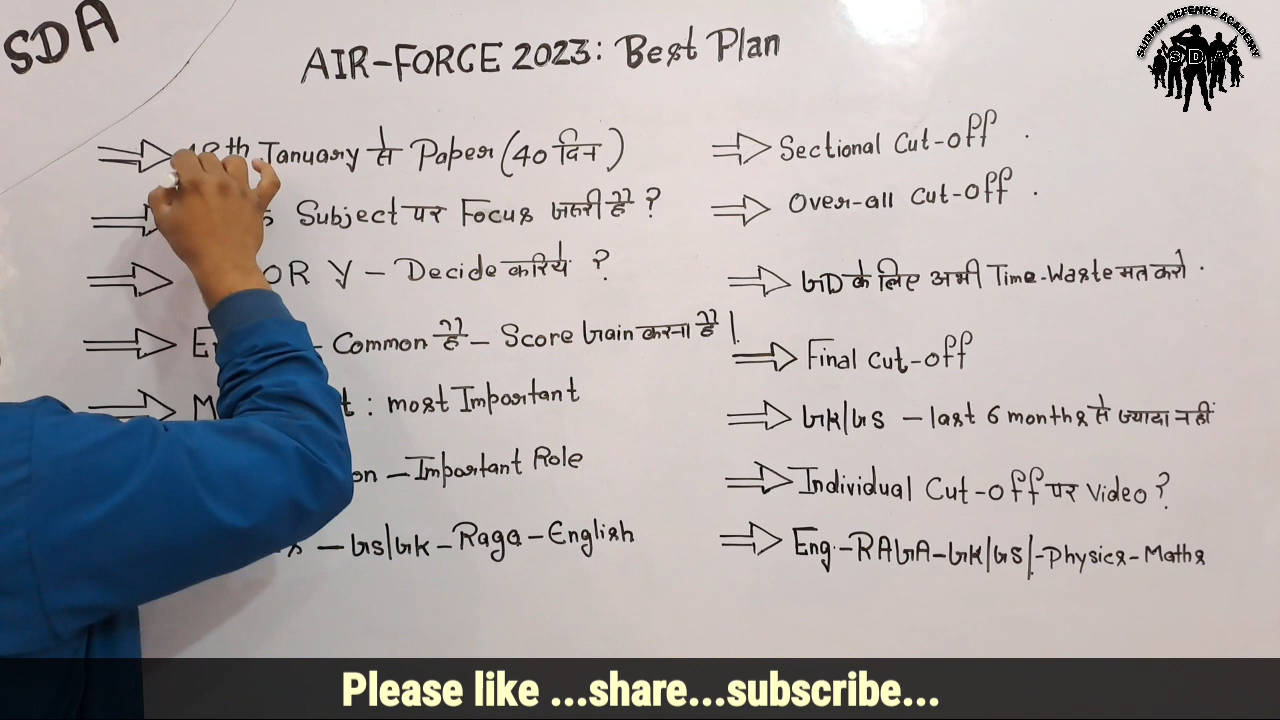 SDA
AIR-FORCE 2023: Best Plan
SUDHIR DEFENCE ACADEMY
SDA
18th January से Paper (40 दिन)
Subject पर Focus जरुरी है ?
OR Y - Decide करिये ?
Common है - Score Gain करना है |
: most Important
- Important Role
- GS/GK - Raga - English
⇒ Sectional Cut-off .
⇒ Over-all Cut-off .
⇒ GD के लिए अभी Time-Waste मत करो .
⇒ Final Cut-off
⇒ GK/GS - last 6 months से ज्यादा नहीं
⇒ Individual Cut-off पर Video ?
⇒ Eng.-RAGA-GK/GS/-Physics-Maths
Please like ...share...subscribe...